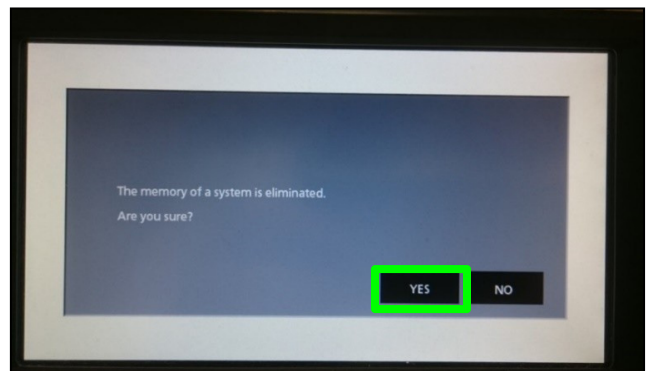 The memory of a system is eliminated.
Are you sure?
YES
NO